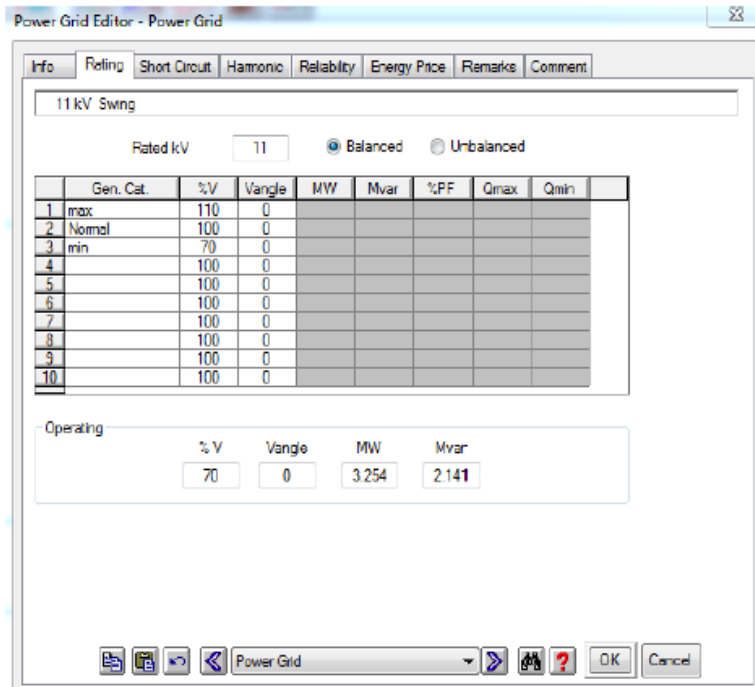 Power Grid Editor - Power Grid
Info Rating Short Circuit Harmonic Reliability Energy Price Remarks Comment
11 kV Swing
Rated kV 11 Balanced Unbalanced
Gen. Cat. %V Vangle MW Mvar %PF Qmax Qmin
1 max 110 0
2 Normal 100 0
3 min 70 0
4 100 0
5 100 0
6 100 0
7 100 0
8 100 0
9 100 0
10 100 0
Operating
% V Vangle MW Mvar
70 0 3.254 2.141
Power Grid ? OK Cancel